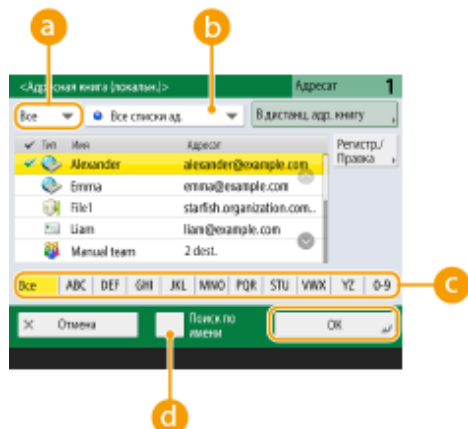 a
b
<Адресная книга (локальн.)>
Адресат 1
Все
Все списки ад.
В дистанц. адр. книгу
Тип Имя Адресат
Регистр./
Правка
Alexander alexander@example.com
Emma emma@example.com
File1 starfish.organization.com..
Liam liam@example.com
Manual team 2 dest.
Все ABC DEF GHI JKL MNO PQR STU VWX YZ 0-9
c
Отмена
Поиск по
имени
OK
d